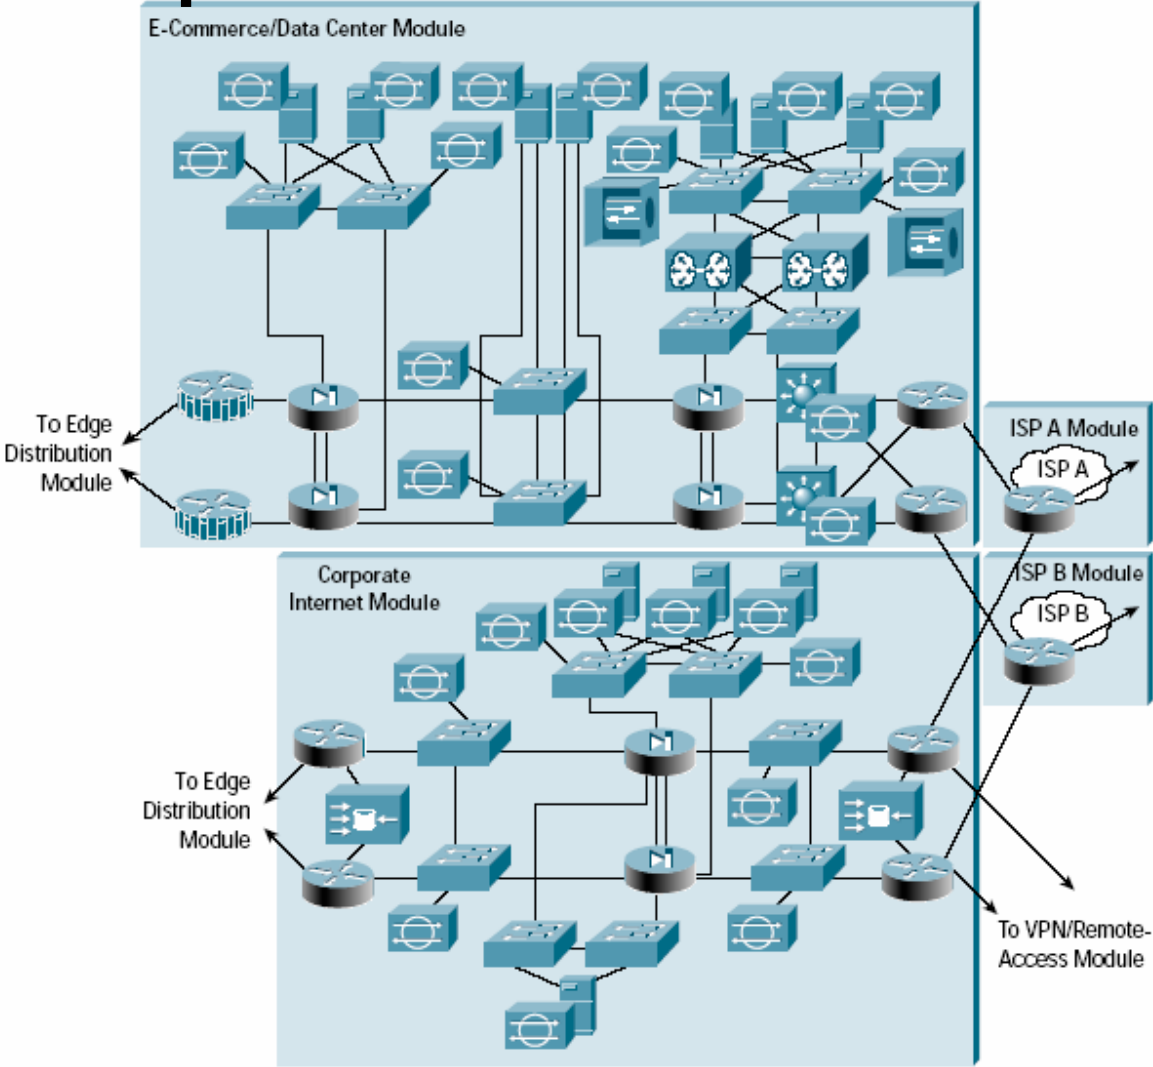 E-Commerce/Data Center Module
To Edge
Distribution
Module
ISP A Module
ISP A
ISP B Module
ISP B
Corporate
Internet Module
To Edge
Distribution
Module
To VPN/Remote-
Access Module